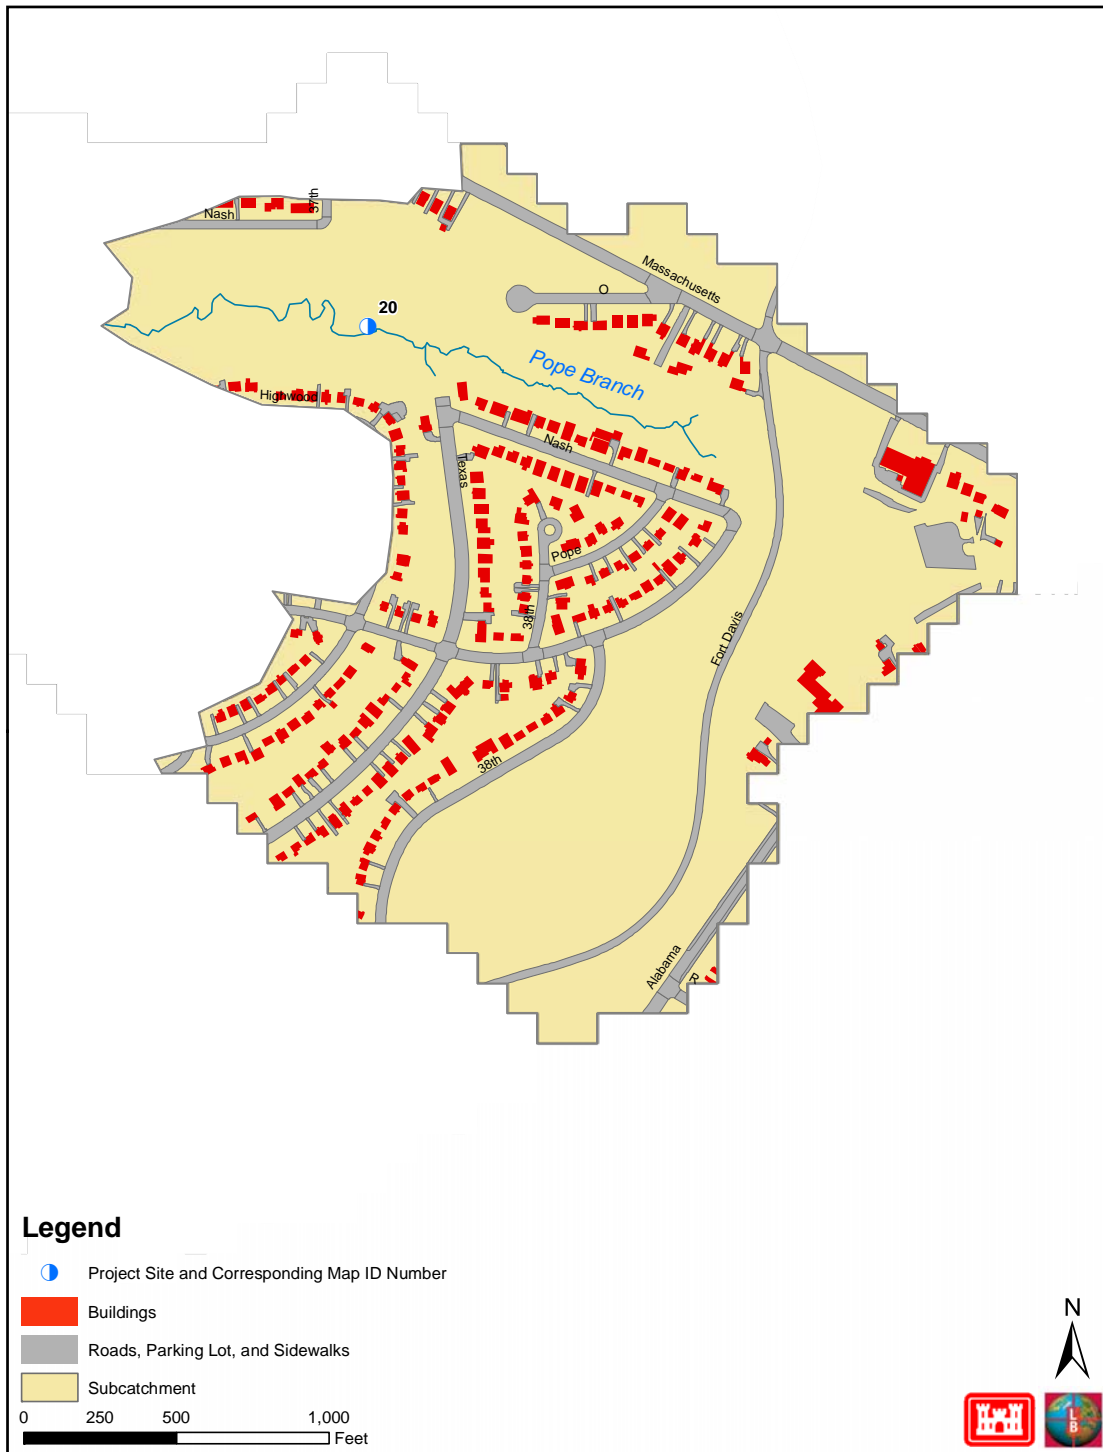 37th
Nash
Massachusetts
O
20
Pope Branch
Highwood
Nash
Texas
Pope
38th
Fort Davis
38th
Alabama
R
Legend
Project Site and Corresponding Map ID Number
Buildings
Roads, Parking Lot, and Sidewalks
Subcatchment
0 250 500 1,000
Feet
N
L
B